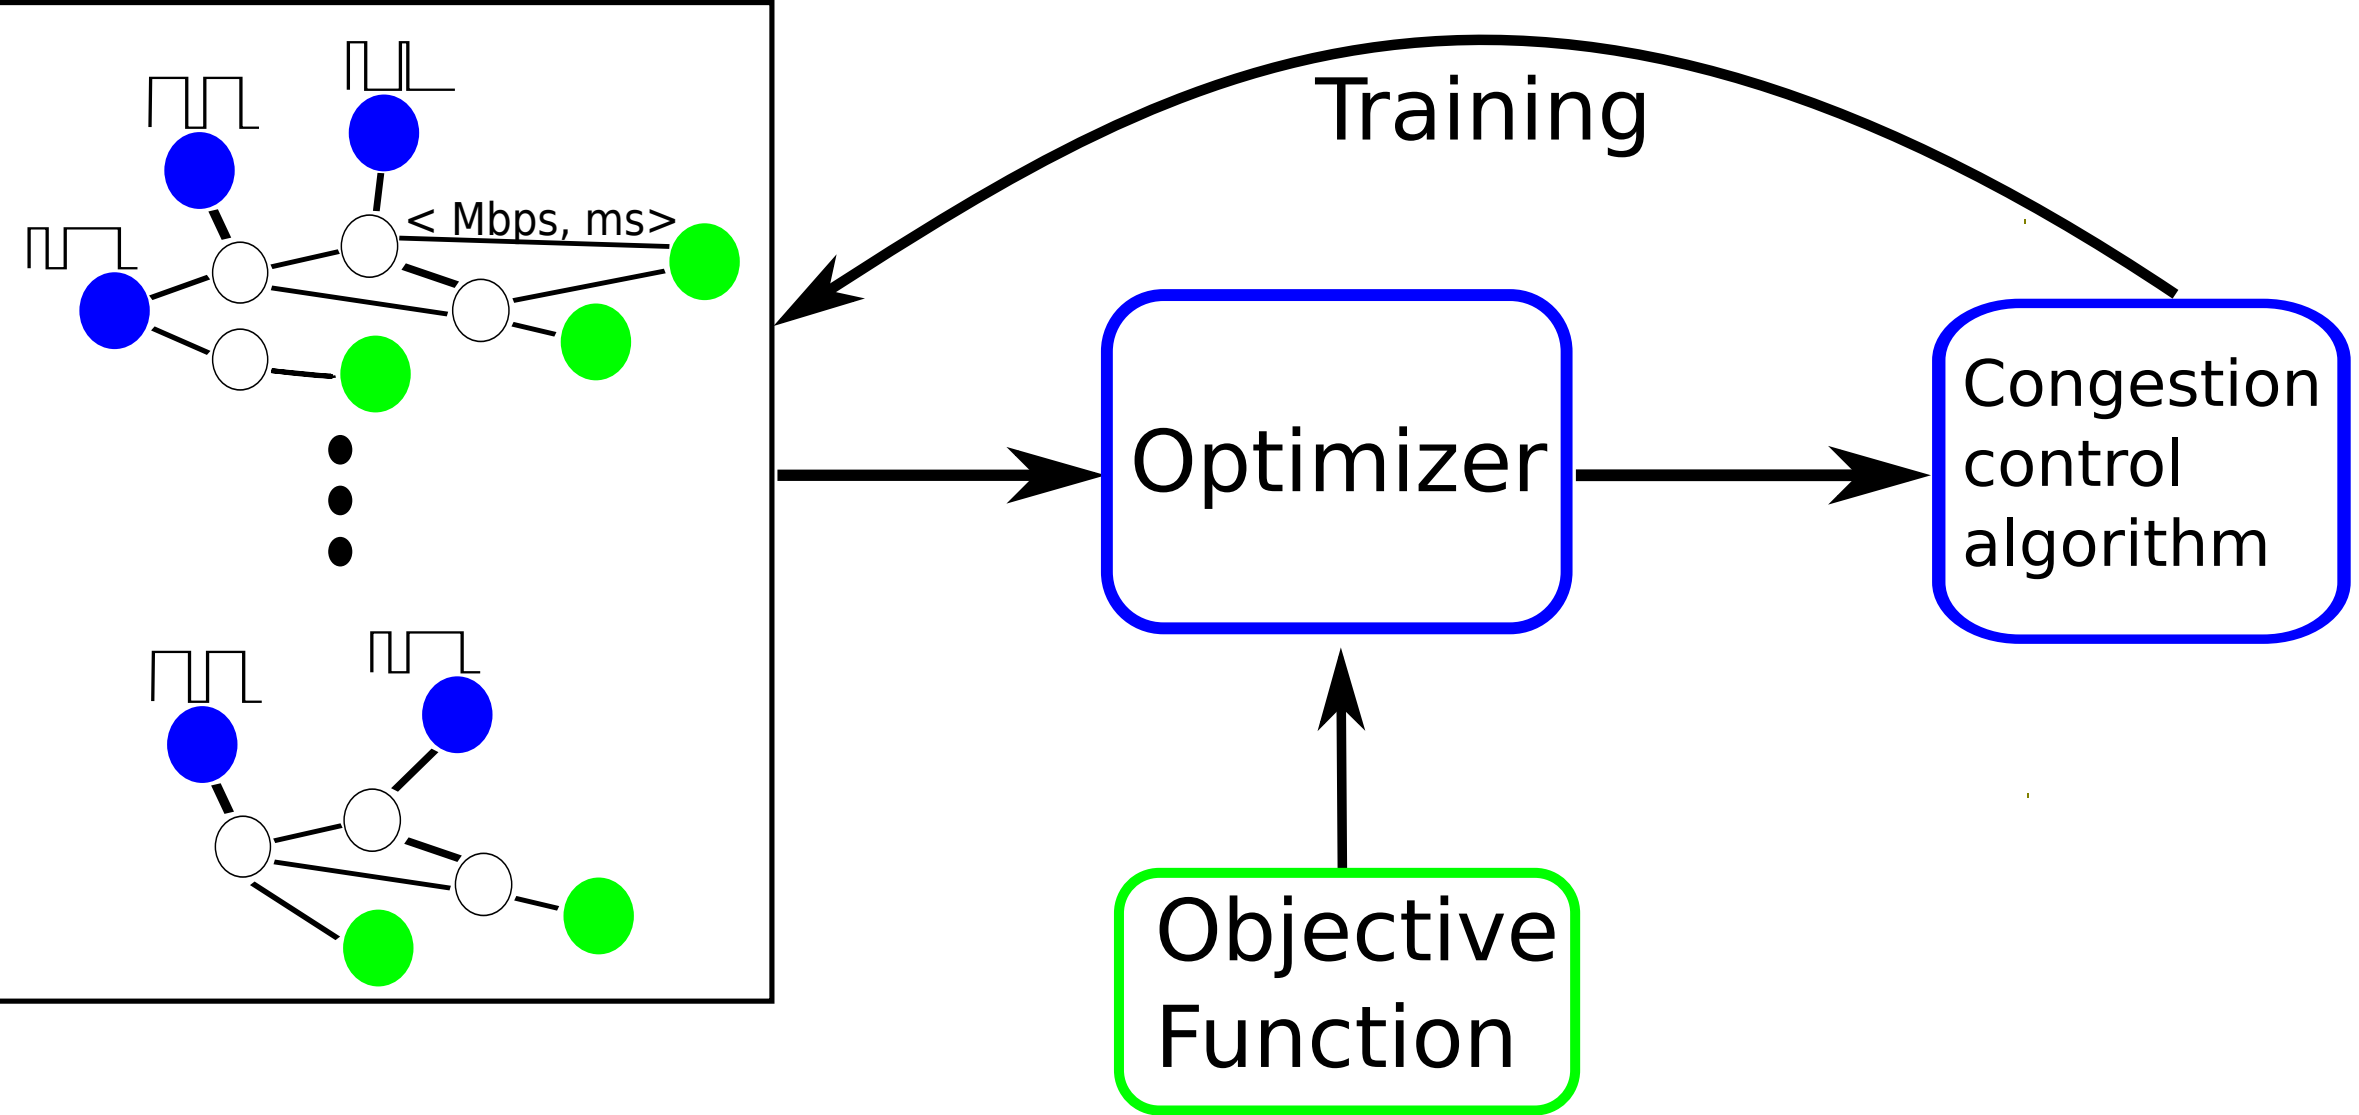 Training
< Mbps, ms>
Optimizer
Congestion
control
algorithm
Objective
Function